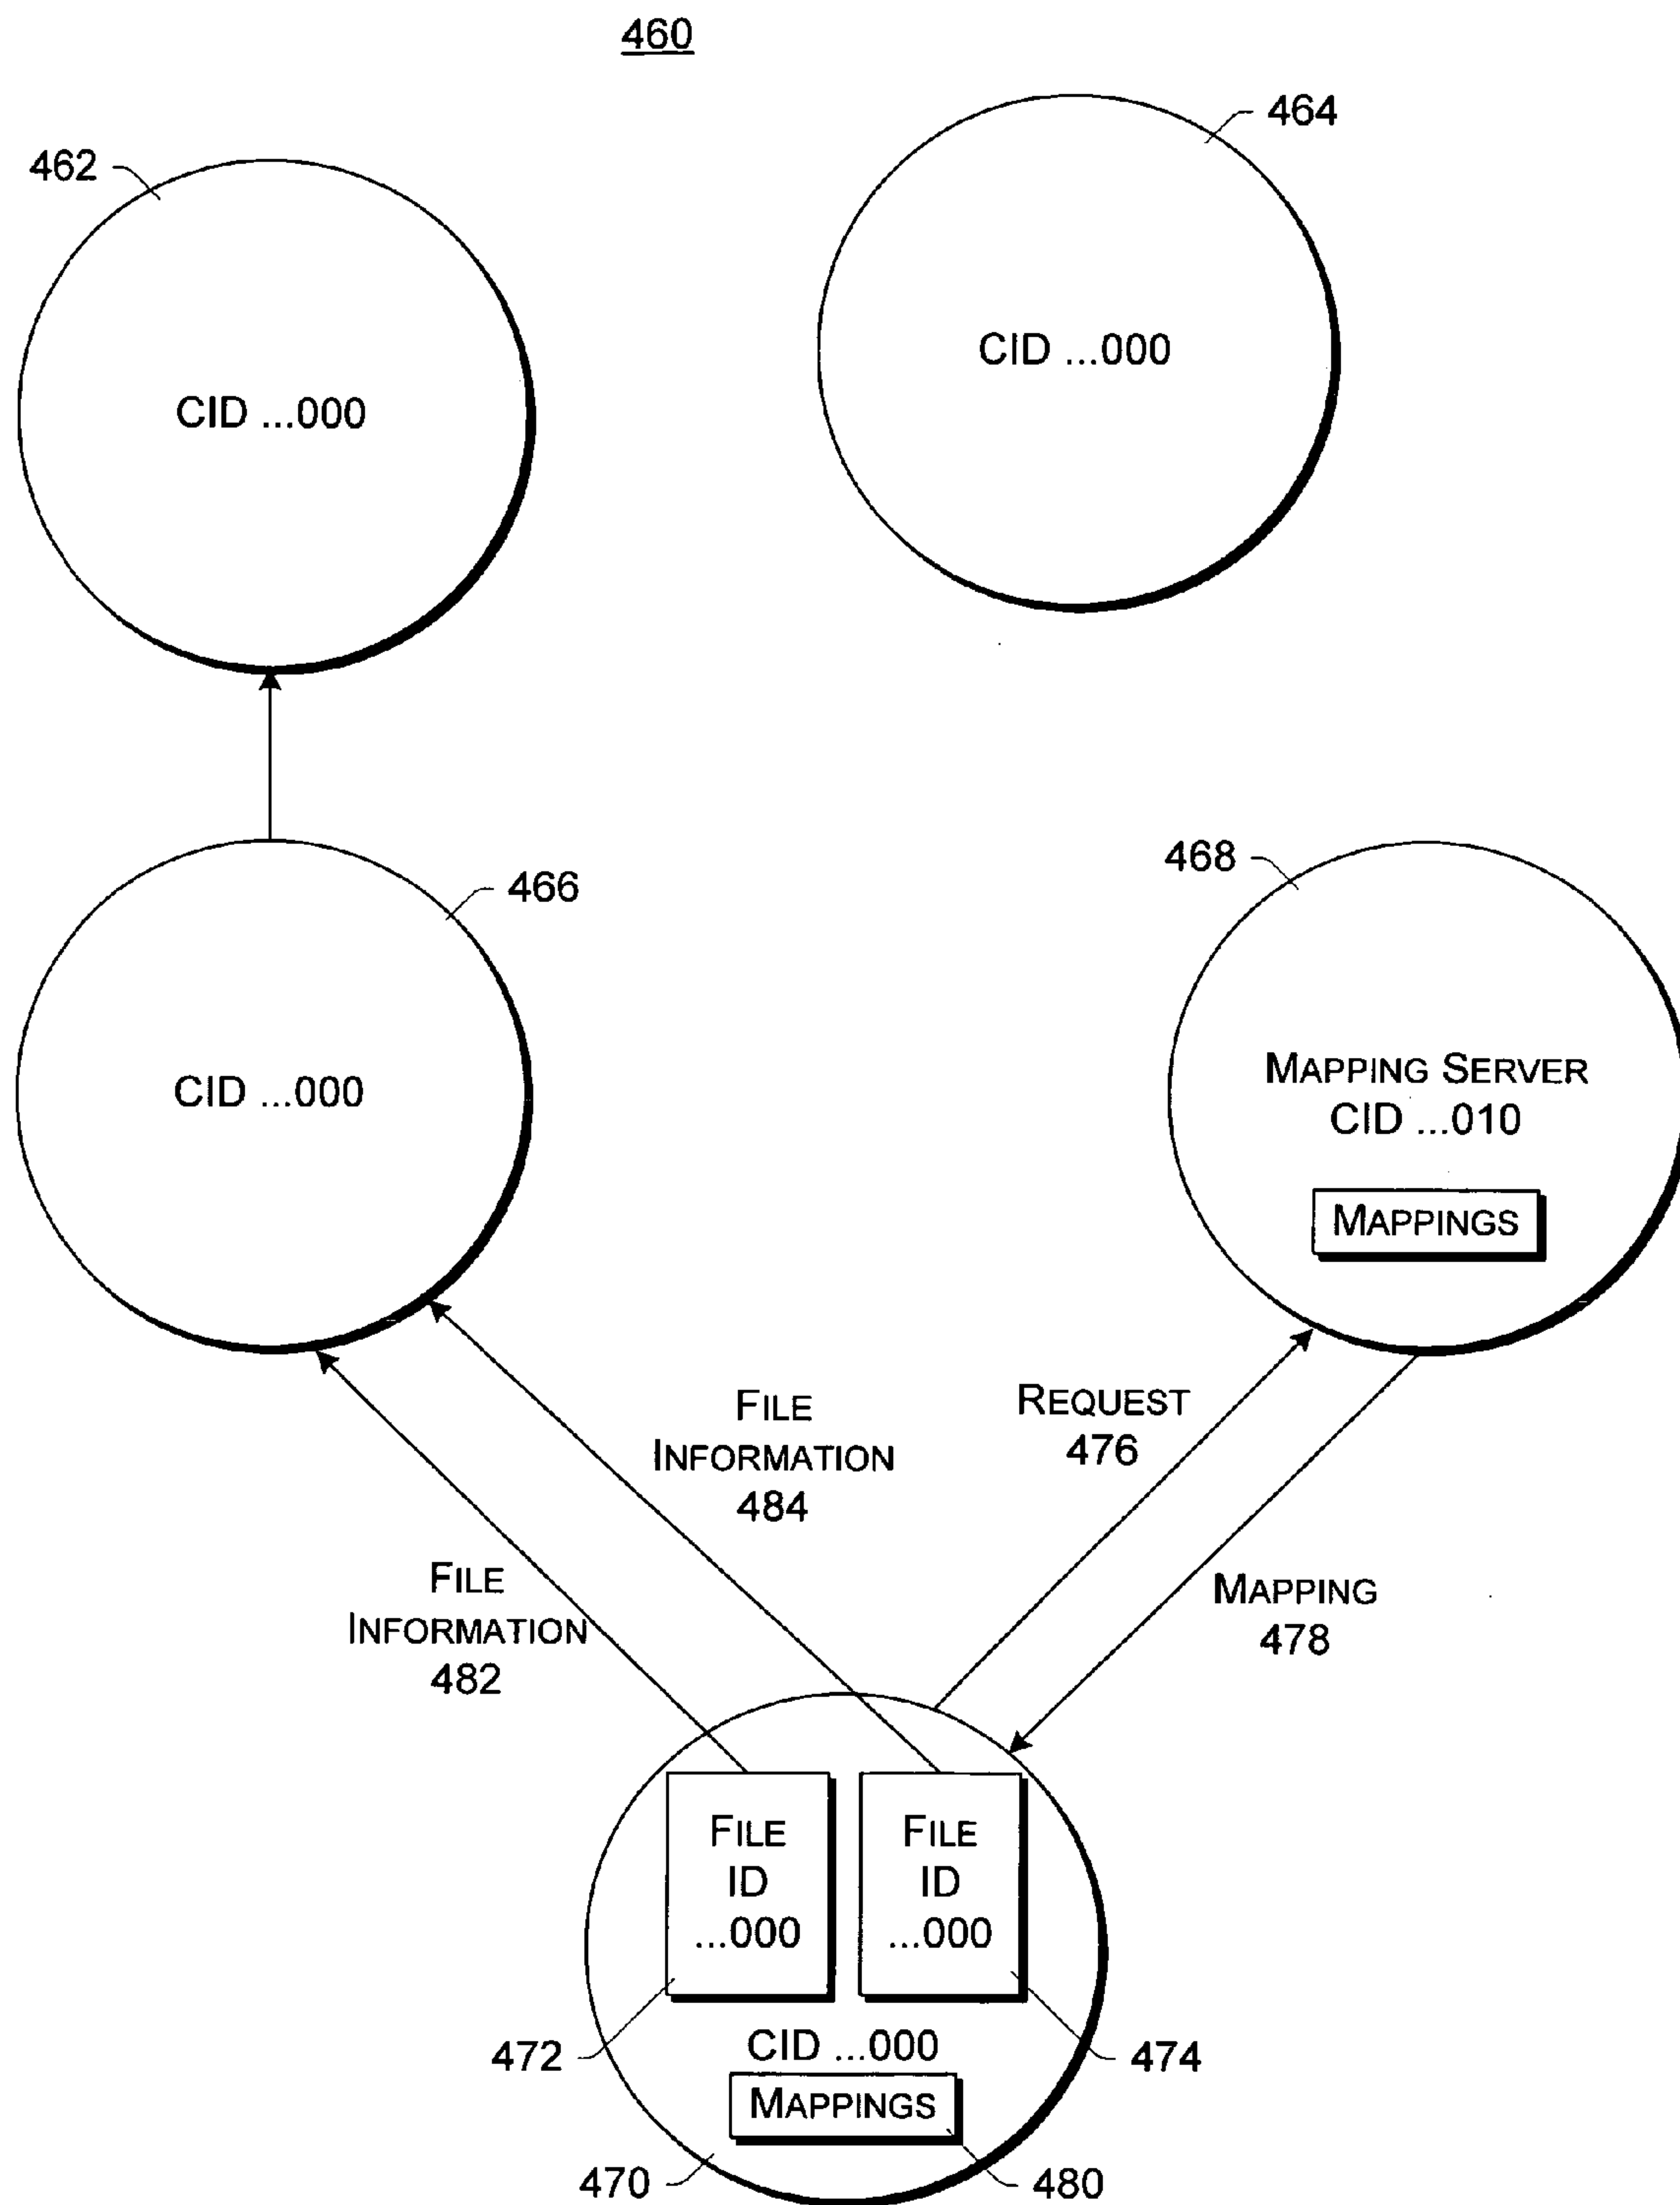 460
464
462
CID ...000
CID ...000
468
466
MAPPING SERVER
CID ...010
CID ...000
MAPPINGS
FILE
INFORMATION
484
REQUEST
476
FILE
INFORMATION
482
MAPPING
478
FILE
ID
...000
FILE
ID
...000
472
CID ...000
474
MAPPINGS
470
480